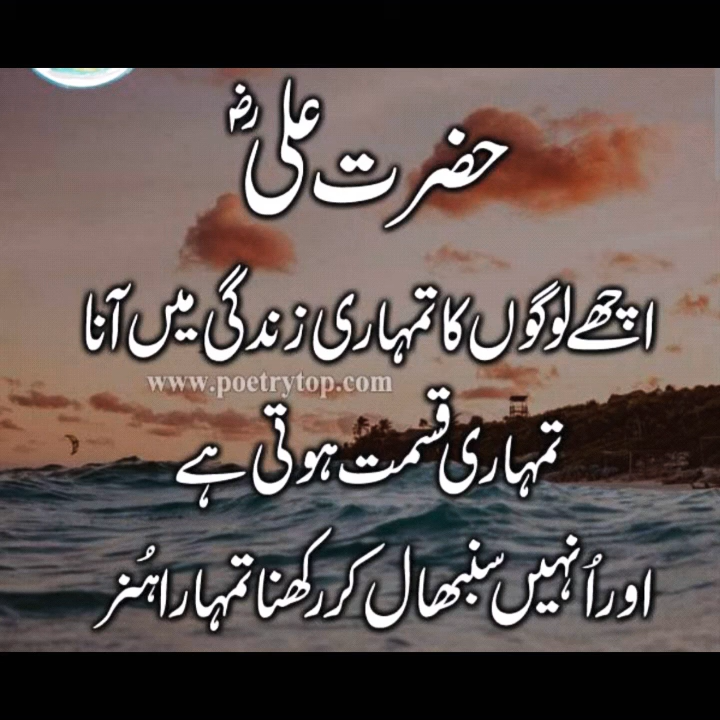 حضرت علی رضؓ
اچھے لوگوں کا تمہاری زندگی میں آنا
www.poetrytop.com
تمہاری قسمت ہوتی ہے
اور اُنہیں سنبھال کر رکھنا تمہارا ہُنر